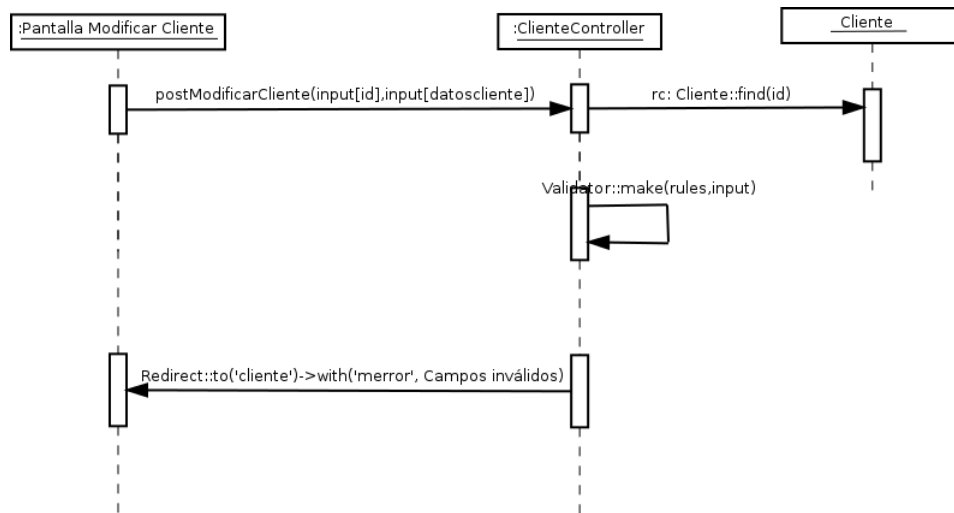 :Pantalla Modificar Cliente
:ClienteController
Cliente
postModificarCliente(input[id],input[datoscliente])
rc: Cliente::find(id)
Validator::make(rules,input)
Redirect::to('cliente')->with('merror', Campos inválidos)